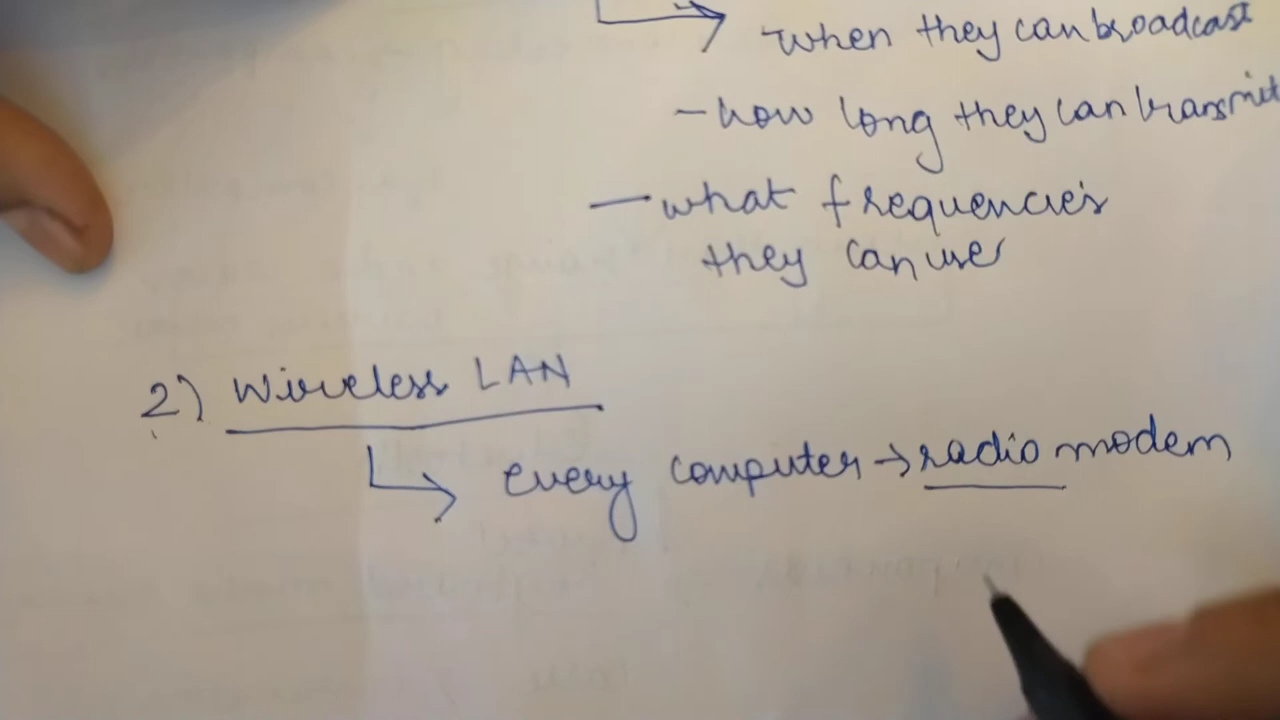 when they can broadcast
- how long they can transmit
- what frequencies
they can use
2) Wireless LAN
every computer → radio modem